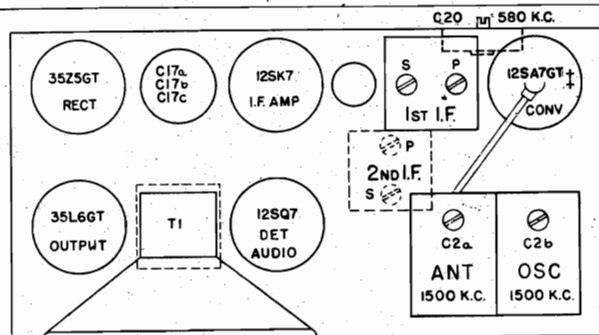 C20 580 K.C.
35Z5GT
RECT
C17a
C17b
C17c
12SK7
I.F. AMP
S P
1ST I.F.
12SA7GT ‡
CONV
P
2ND I.F.
S
35L6GT
OUTPUT
T1
12SQ7
DET
AUDIO
C2a
ANT
1500 K.C.
C2b
OSC
1500 K.C.